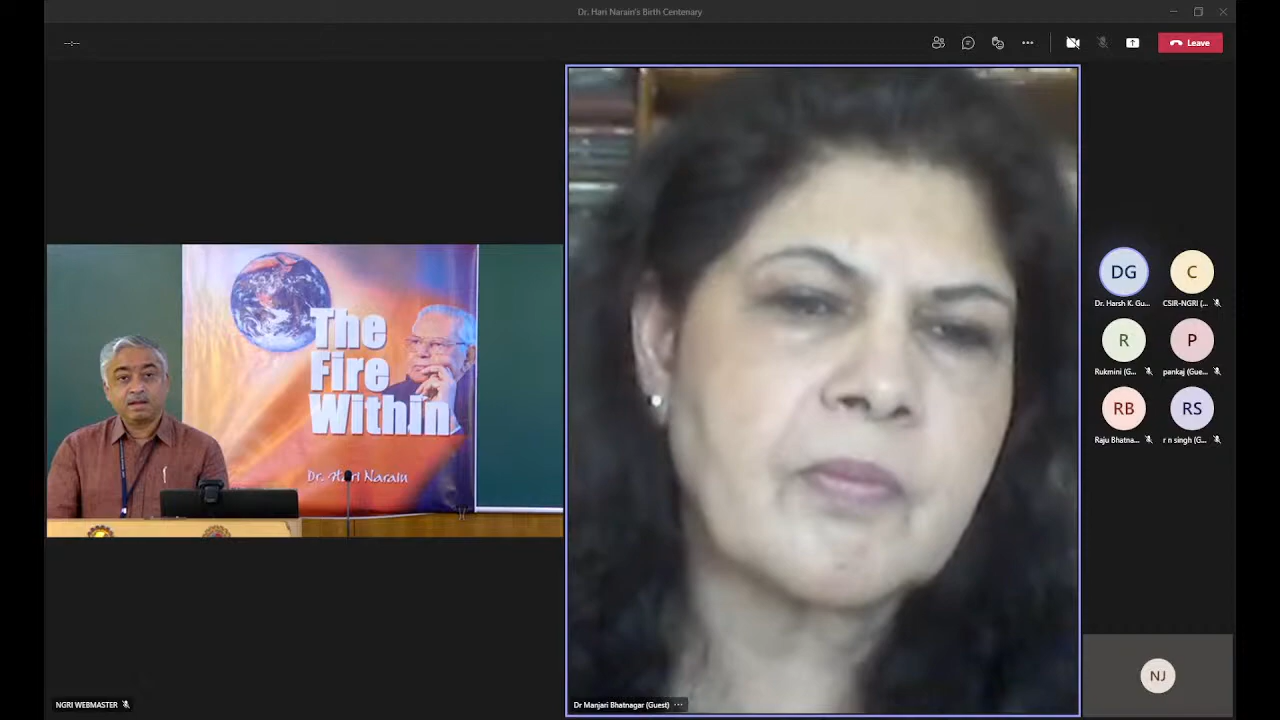 Dr. Hari Narain's Birth Centenary
--:--
Leave
The
Fire
Within
Dr. Hari Narain
DG
C
Dr. Harsh K. Gu...
CSIR-NGRI (...
R
P
Rukmini (G...
pankaj (Gue...
RB
RS
Raju Bhatna...
r n singh (G...
NJ
NGRI WEBMASTER
Dr Manjari Bhatnagar (Guest)